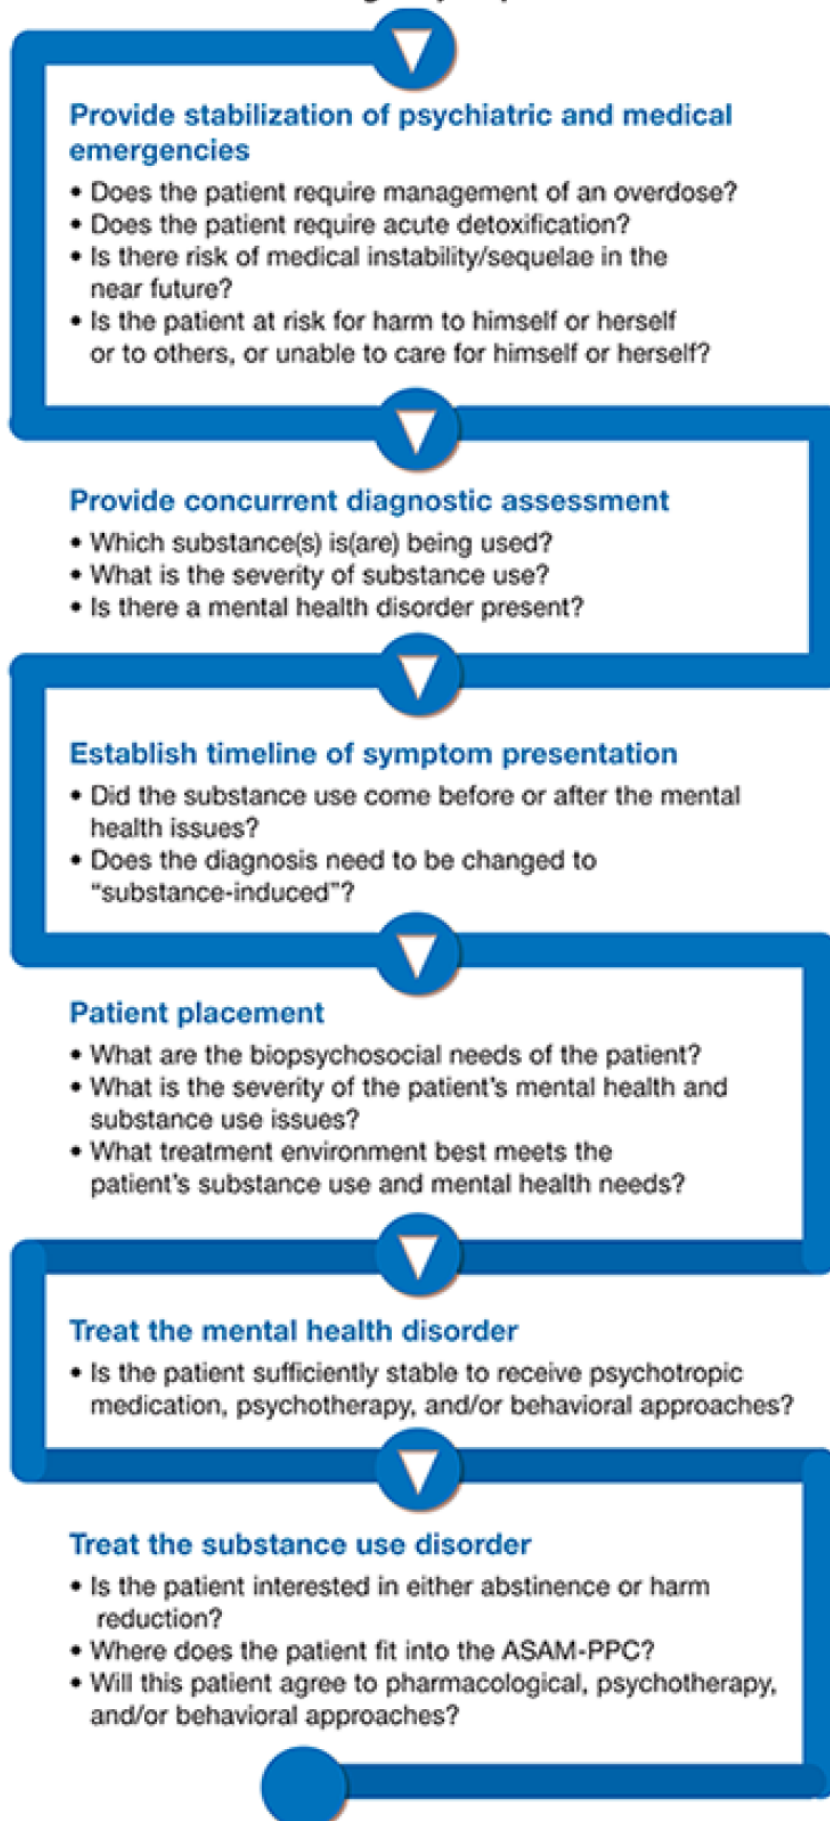 Provide stabilization of psychiatric and medical
emergencies
• Does the patient require management of an overdose?
• Does the patient require acute detoxification?
• Is there risk of medical instability/sequelae in the
near future?
• Is the patient at risk for harm to himself or herself
or to others, or unable to care for himself or herself?
Provide concurrent diagnostic assessment
• Which substance(s) is(are) being used?
• What is the severity of substance use?
• Is there a mental health disorder present?
Establish timeline of symptom presentation
• Did the substance use come before or after the mental
health issues?
• Does the diagnosis need to be changed to
“substance-induced”?
Patient placement
• What are the biopsychosocial needs of the patient?
• What is the severity of the patient’s mental health and
substance use issues?
• What treatment environment best meets the
patient’s substance use and mental health needs?
Treat the mental health disorder
• Is the patient sufficiently stable to receive psychotropic
medication, psychotherapy, and/or behavioral approaches?
Treat the substance use disorder
• Is the patient interested in either abstinence or harm
reduction?
• Where does the patient fit into the ASAM-PPC?
• Will this patient agree to pharmacological, psychotherapy,
and/or behavioral approaches?